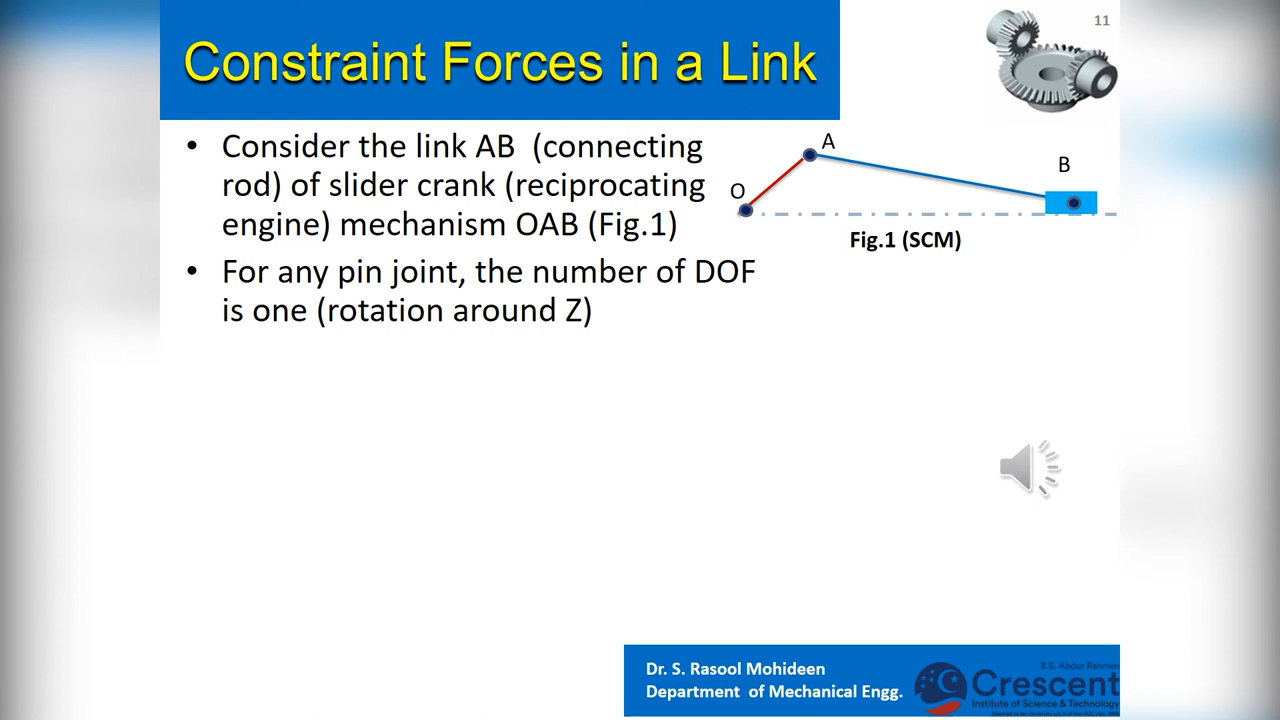 Constraint Forces in a Link
11
• Consider the link AB (connecting
rod) of slider crank (reciprocating
engine) mechanism OAB (Fig.1)
• For any pin joint, the number of DOF
is one (rotation around Z)
A
B
O
Fig.1 (SCM)
Dr. S. Rasool Mohideen
Department of Mechanical Engg.
B.S. Abdur Rahman
Crescent
Institute of Science & Technology